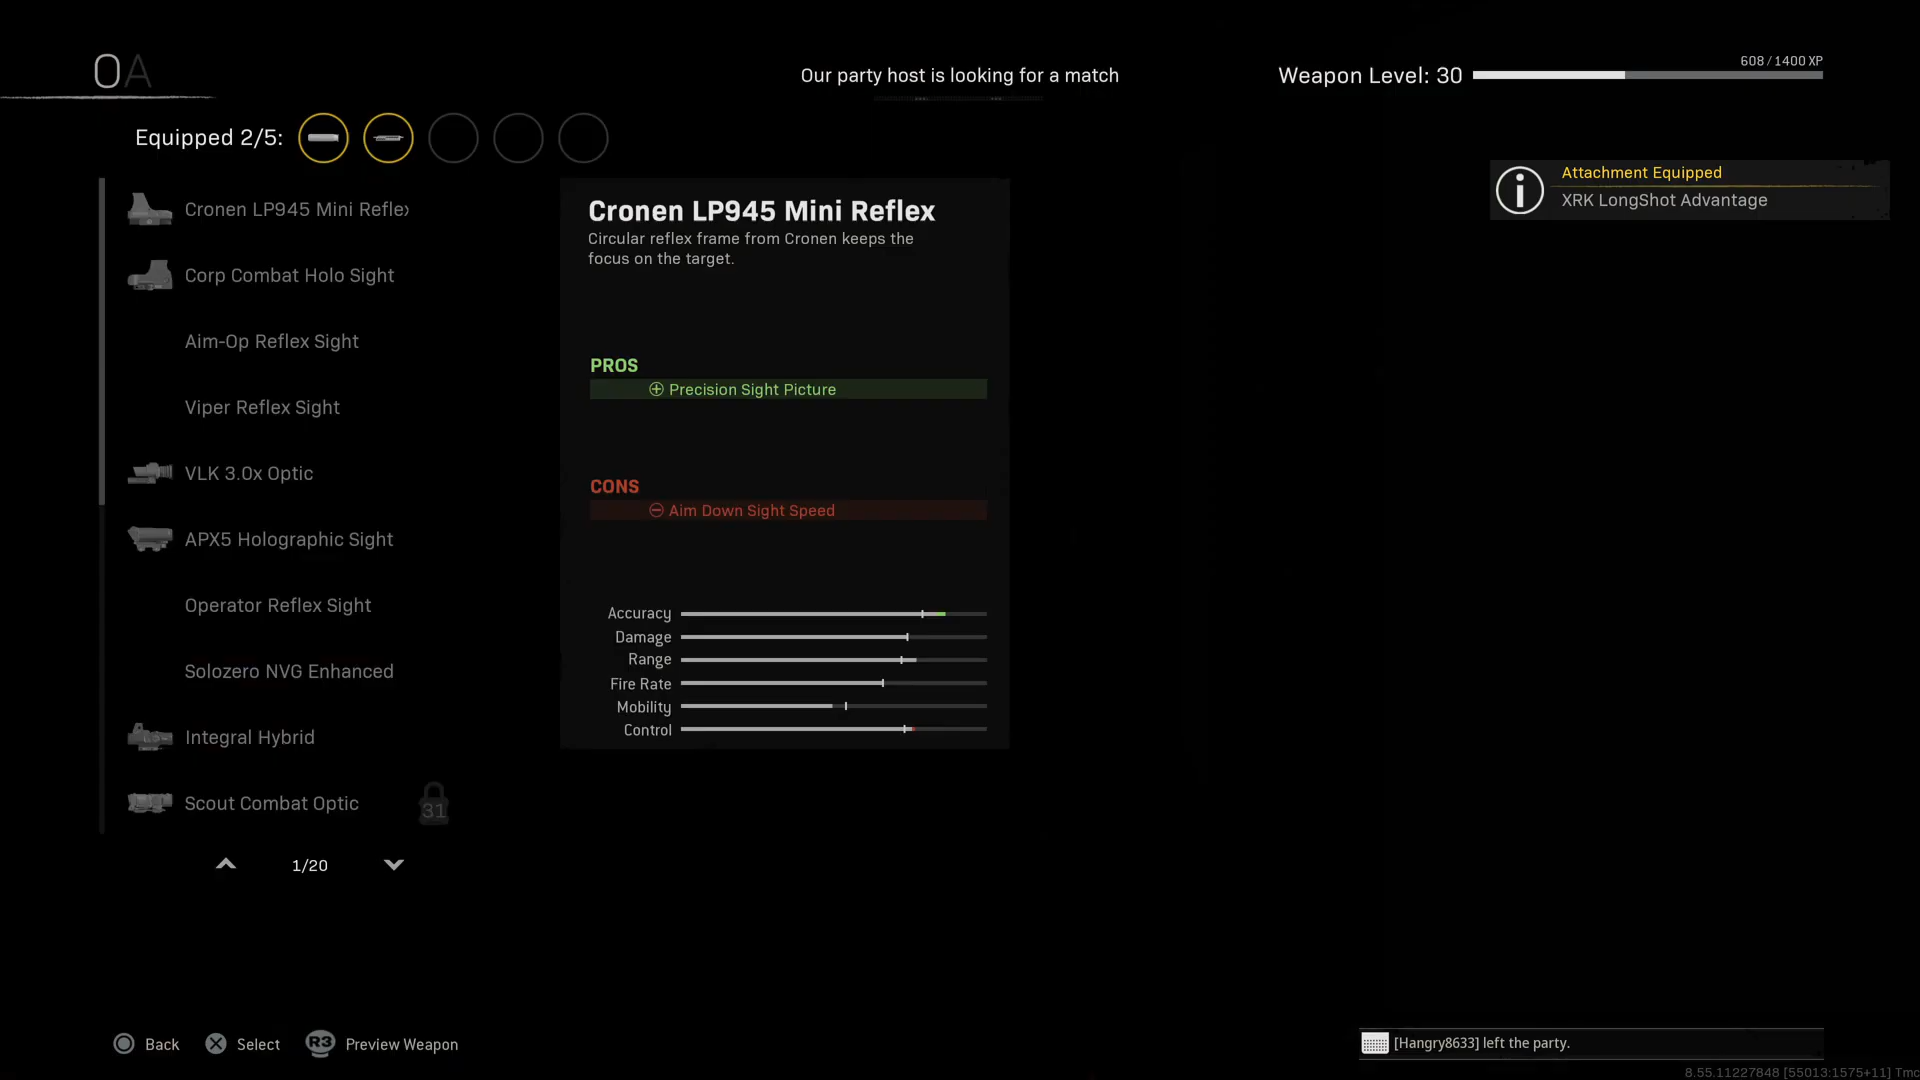 OA
Our party host is looking for a match
Weapon Level: 30
608 / 1400 XP
Equipped 2/5:
Attachment Equipped
XRK LongShot Advantage
Cronen LP945 Mini Reflex
Corp Combat Holo Sight
Aim-Op Reflex Sight
Viper Reflex Sight
VLK 3.0x Optic
APX5 Holographic Sight
Operator Reflex Sight
Solozero NVG Enhanced
Integral Hybrid
Scout Combat Optic
31
1/20
Cronen LP945 Mini Reflex
Circular reflex frame from Cronen keeps the
focus on the target.
PROS
Precision Sight Picture
CONS
Aim Down Sight Speed
Accuracy
Damage
Range
Fire Rate
Mobility
Control
Back
Select
R3 Preview Weapon
[Hangry8633] left the party.
8.55.11227848 [55013:1575+11] Tmc